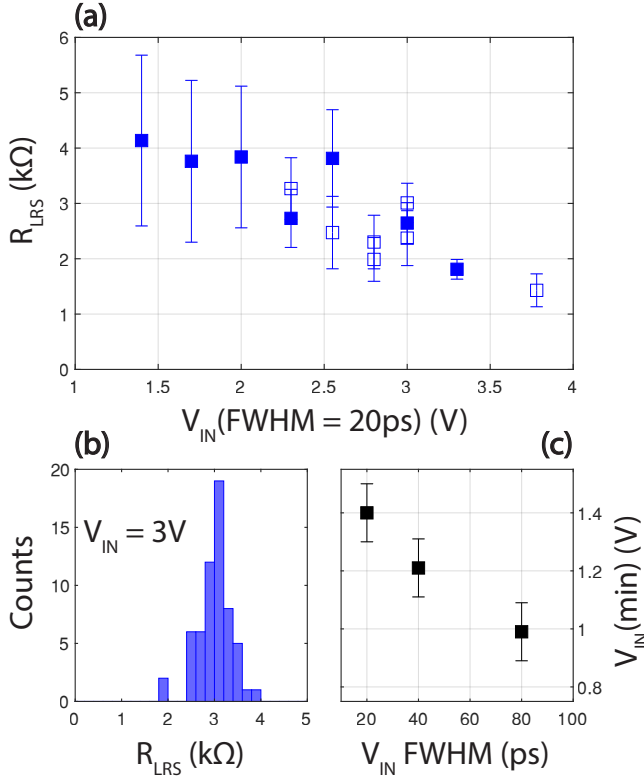 (a)
6
5
4
3
2
1
0
R_LRS (kΩ)
1 1.5 2 2.5 3 3.5 4
V_IN(FWHM = 20ps) (V)
(b)
20
15
10
5
0
Counts
V_IN = 3V
0 1 2 3 4 5
R_LRS (kΩ)
(c)
1.4
1.2
1
0.8
V_IN(min) (V)
20 40 60 80 100
V_IN FWHM (ps)